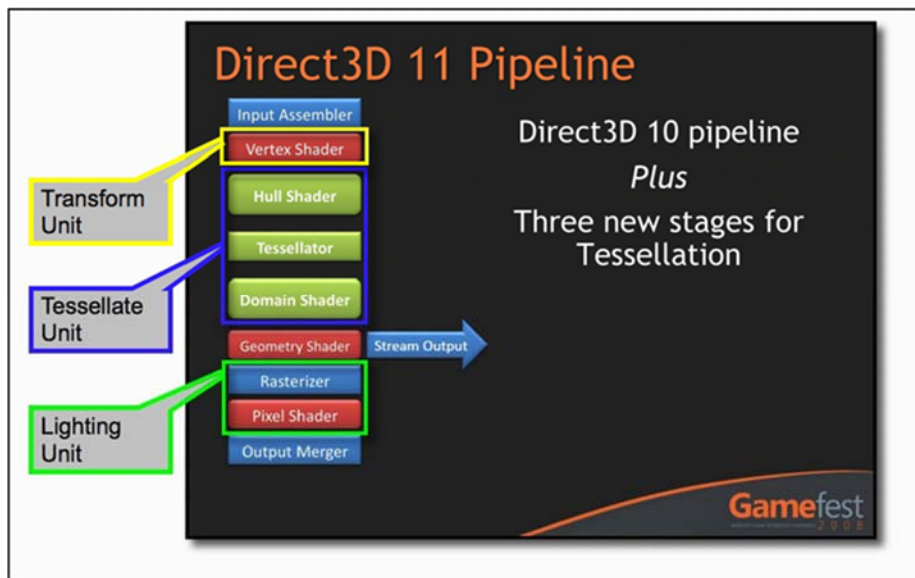 Direct3D 11 Pipeline
Input Assembler
Vertex Shader
Hull Shader
Tessellator
Domain Shader
Geometry Shader
Stream Output
Rasterizer
Pixel Shader
Output Merger
Transform
Unit
Tessellate
Unit
Lighting
Unit
Direct3D 10 pipeline
Plus
Three new stages for
Tessellation
Gamefest
2008